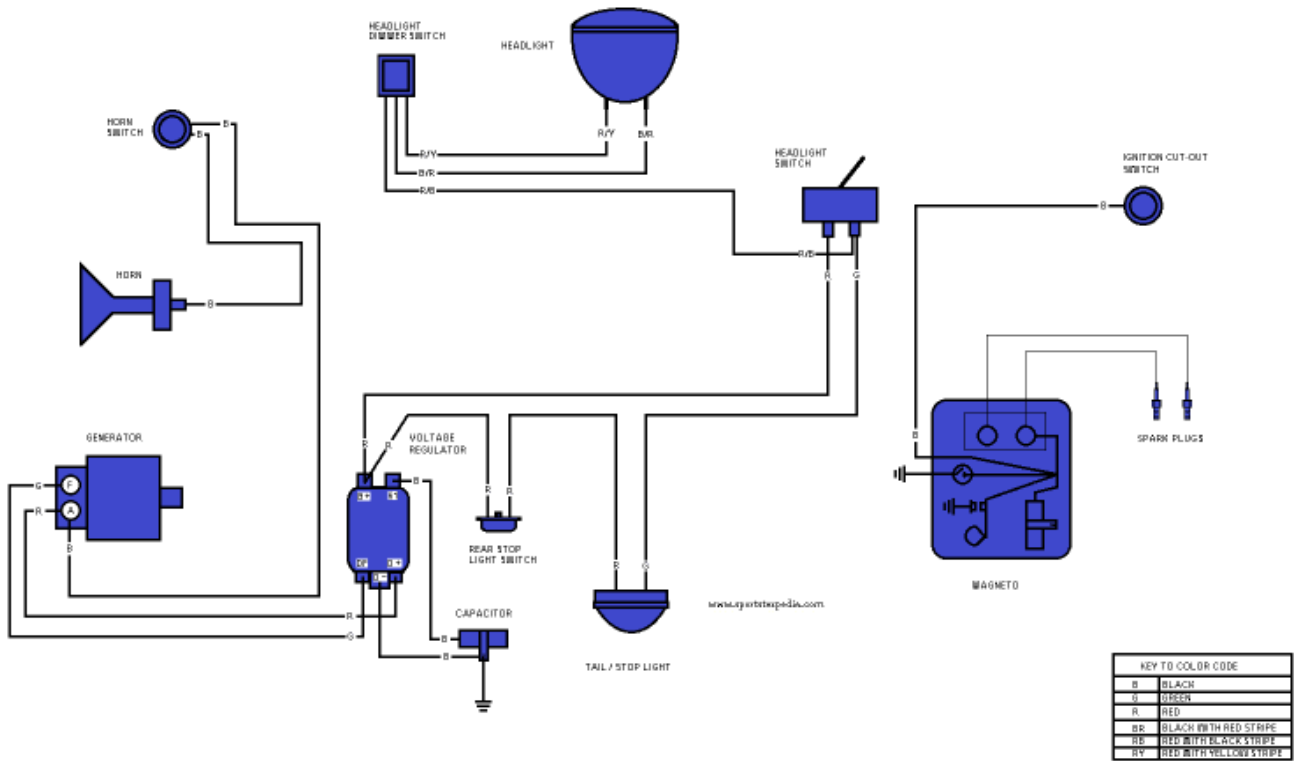 HEADLIGHT
DIMMER SWITCH
HEADLIGHT
HORN
SWITCH
B
B
R/Y
B/R
R/Y
B/R
R/B
HEADLIGHT
SWITCH
IGNITION CUT-OUT
SWITCH
B
R/B
R
G
HORN
B
GENERATOR
G
F
R
A
B
VOLTAGE
REGULATOR
R
R
B
B+
DF
D-
D+
R
R
REAR STOP
LIGHT SWITCH
R
G
B
SPARK PLUGS
MAGNETO
R
G
CAPACITOR
B
B
www.sportsterpedia.com
TAIL / STOP LIGHT
KEY TO COLOR CODE
B BLACK
G GREEN
R RED
BR BLACK WITH RED STRIPE
RB RED WITH BLACK STRIPE
RY RED WITH YELLOW STRIPE